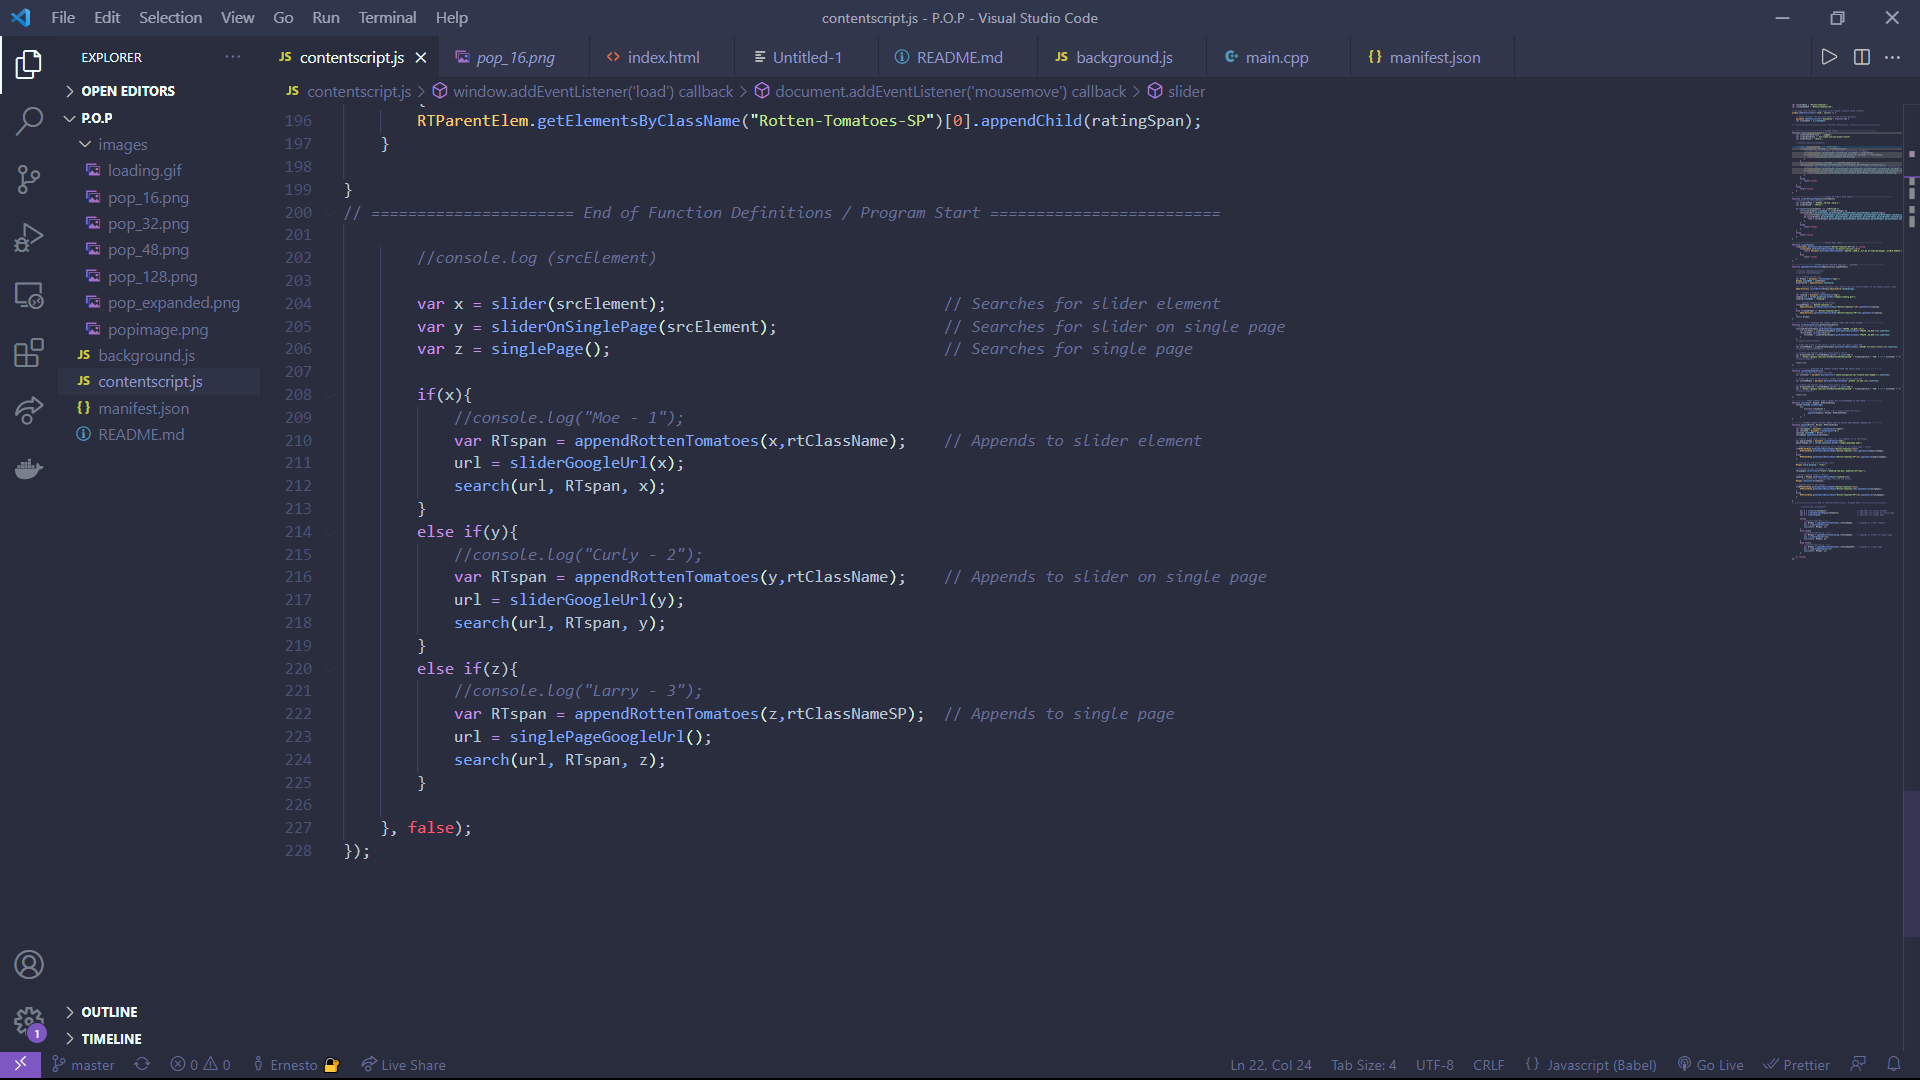 File Edit Selection View Go Run Terminal Help
contentscript.js - P.O.P - Visual Studio Code
EXPLORER
JS contentscript.js
pop_16.png
<> index.html
Untitled-1
README.md
JS background.js
main.cpp
{} manifest.json
OPEN EDITORS
P.O.P
images
loading.gif
pop_16.png
pop_32.png
pop_48.png
pop_128.png
pop_expanded.png
popimage.png
JS background.js
JS contentscript.js
{} manifest.json
README.md
OUTLINE
TIMELINE
1
JS contentscript.js > window.addEventListener('load') callback > document.addEventListener('mousemove') callback > slider
196 RTParentElem.getElementsByClassName("Rotten-Tomatoes-SP")[0].appendChild(ratingSpan);
197 }
198
199 }
200 // ====================== End of Function Definitions / Program Start =========================
201
202 //console.log (srcElement)
203
204 var x = slider(srcElement); // Searches for slider element
205 var y = sliderOnSinglePage(srcElement); // Searches for slider on single page
206 var z = singlePage(); // Searches for single page
207
208 if(x){
209 //console.log("Moe - 1");
210 var RTspan = appendRottenTomatoes(x,rtClassName); // Appends to slider element
211 url = sliderGoogleUrl(x);
212 search(url, RTspan, x);
213 }
214 else if(y){
215 //console.log("Curly - 2");
216 var RTspan = appendRottenTomatoes(y,rtClassName); // Appends to slider on single page
217 url = sliderGoogleUrl(y);
218 search(url, RTspan, y);
219 }
220 else if(z){
221 //console.log("Larry - 3");
222 var RTspan = appendRottenTomatoes(z,rtClassNameSP); // Appends to single page
223 url = singlePageGoogleUrl();
224 search(url, RTspan, z);
225 }
226
227 }, false);
228 });
master 0 0 Ernesto Live Share Ln 22, Col 24 Tab Size: 4 UTF-8 CRLF {} Javascript (Babel) Go Live Prettier